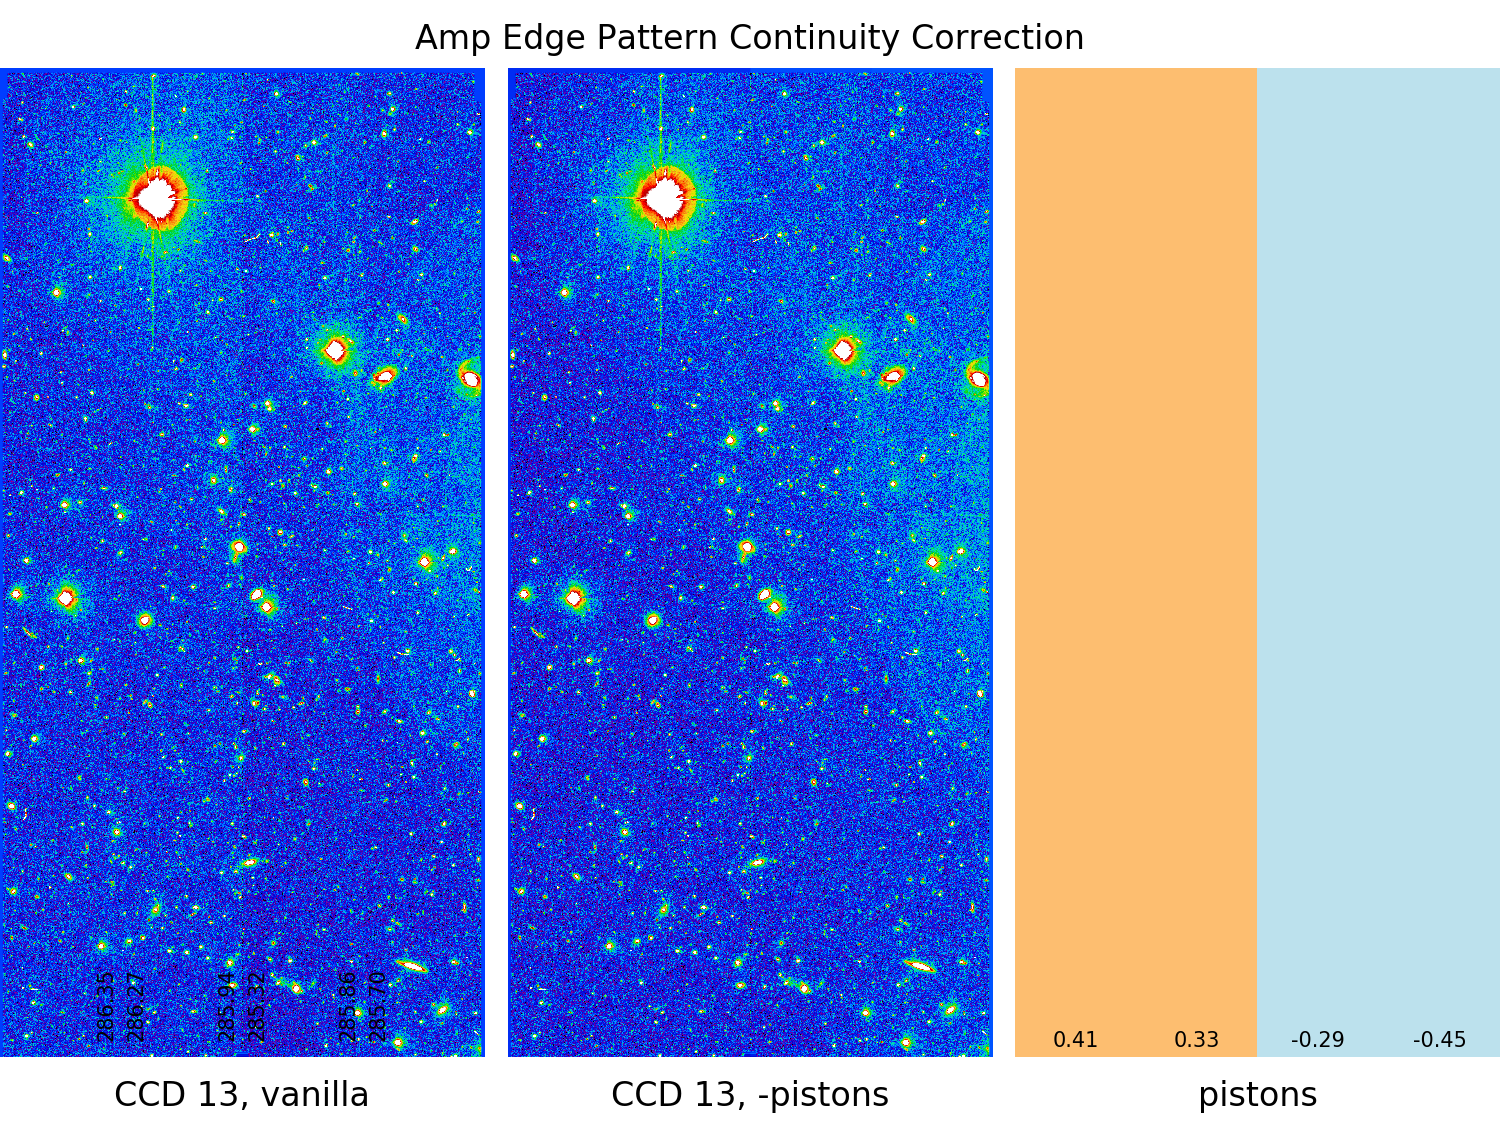 Amp Edge Pattern Continuity Correction
286.35
286.27
285.94
285.32
285.86
285.70
0.41 0.33 -0.29 -0.45
CCD 13, vanilla
CCD 13, -pistons
pistons